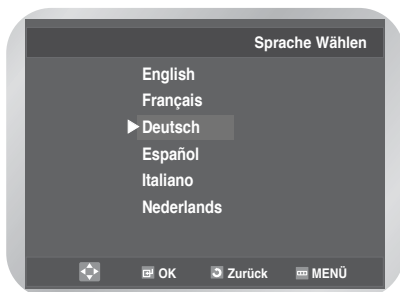 Sprache Wählen
English
Français
Deutsch
Español
Italiano
Nederlands
OK Zurück MENÜ